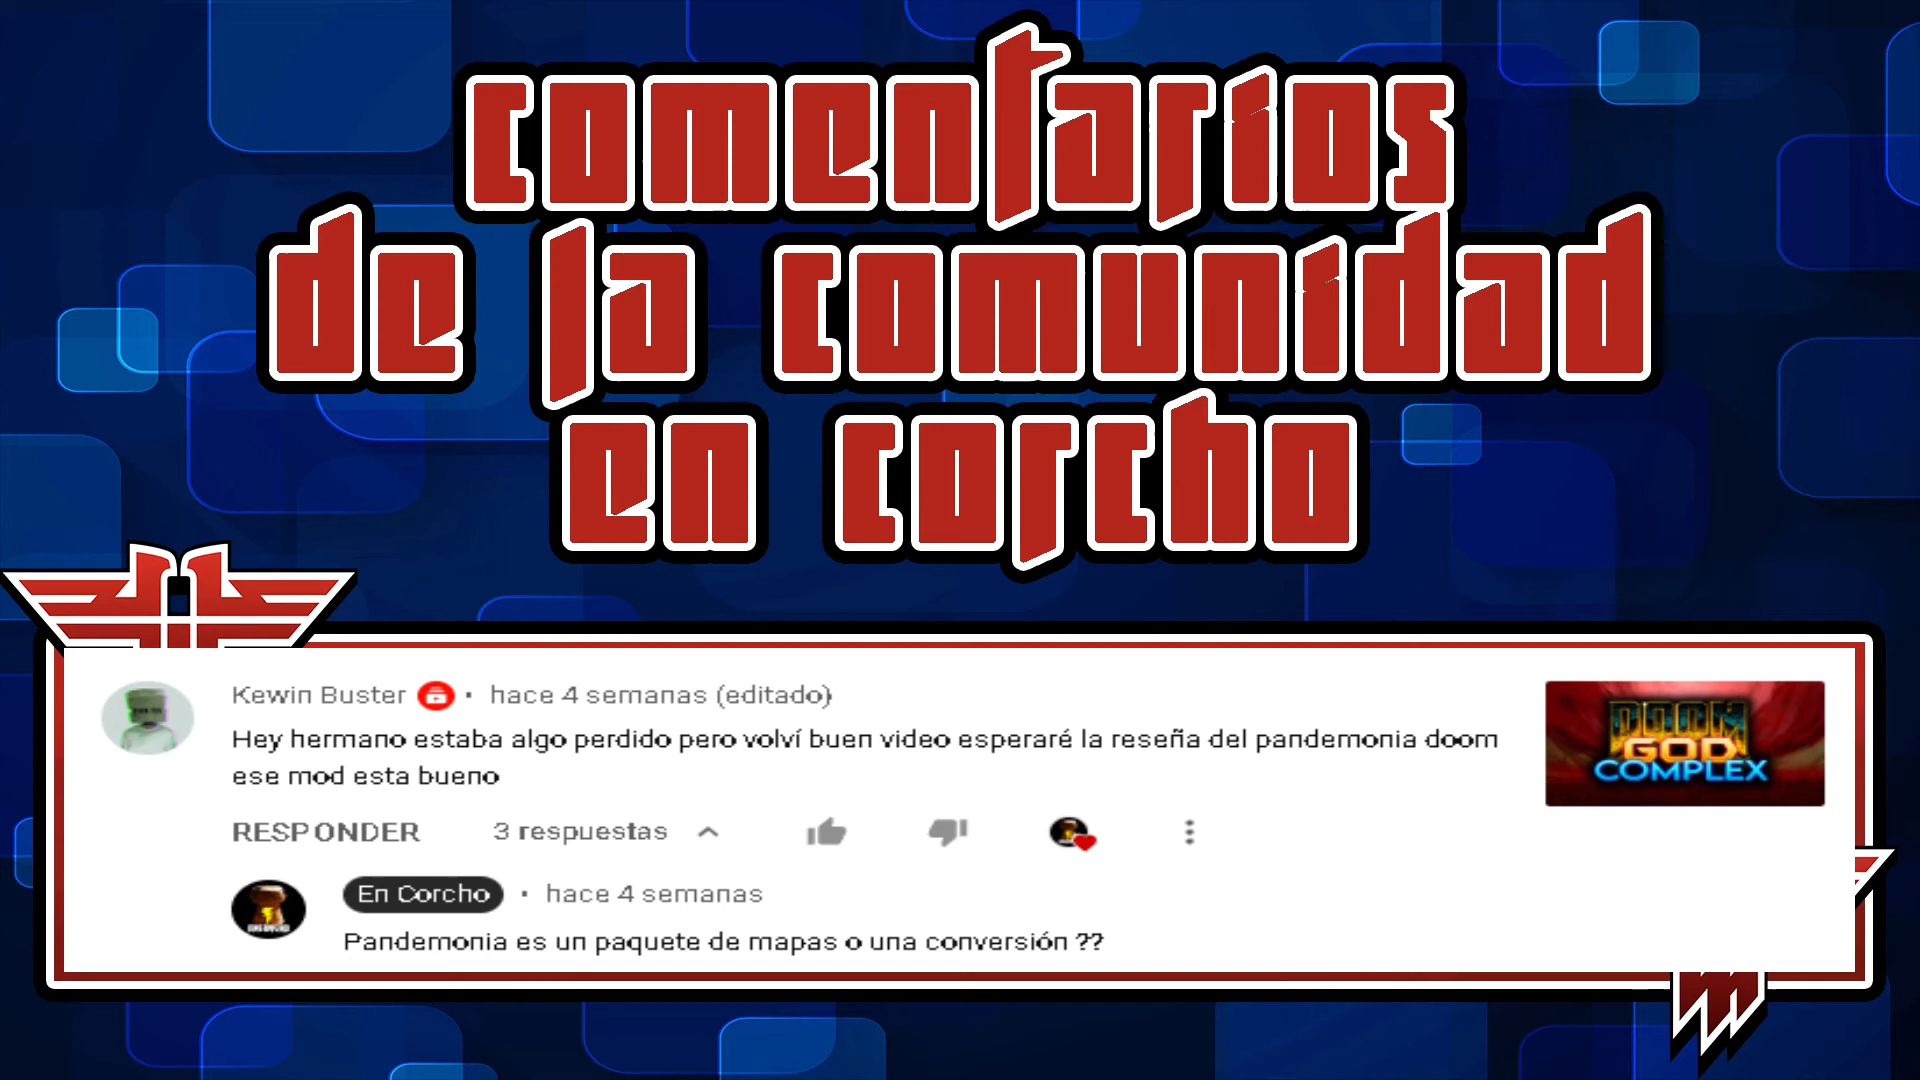 comentarios
de la comunidad
en corcho
Kewin Buster • hace 4 semanas (editado)
Hey hermano estaba algo perdido pero volví buen video esperaré la reseña del pandemonia doom
ese mod esta bueno
DOOM
GOD
COMPLEX
RESPONDER 3 respuestas
En Corcho • hace 4 semanas
Pandemonia es un paquete de mapas o una conversión ??